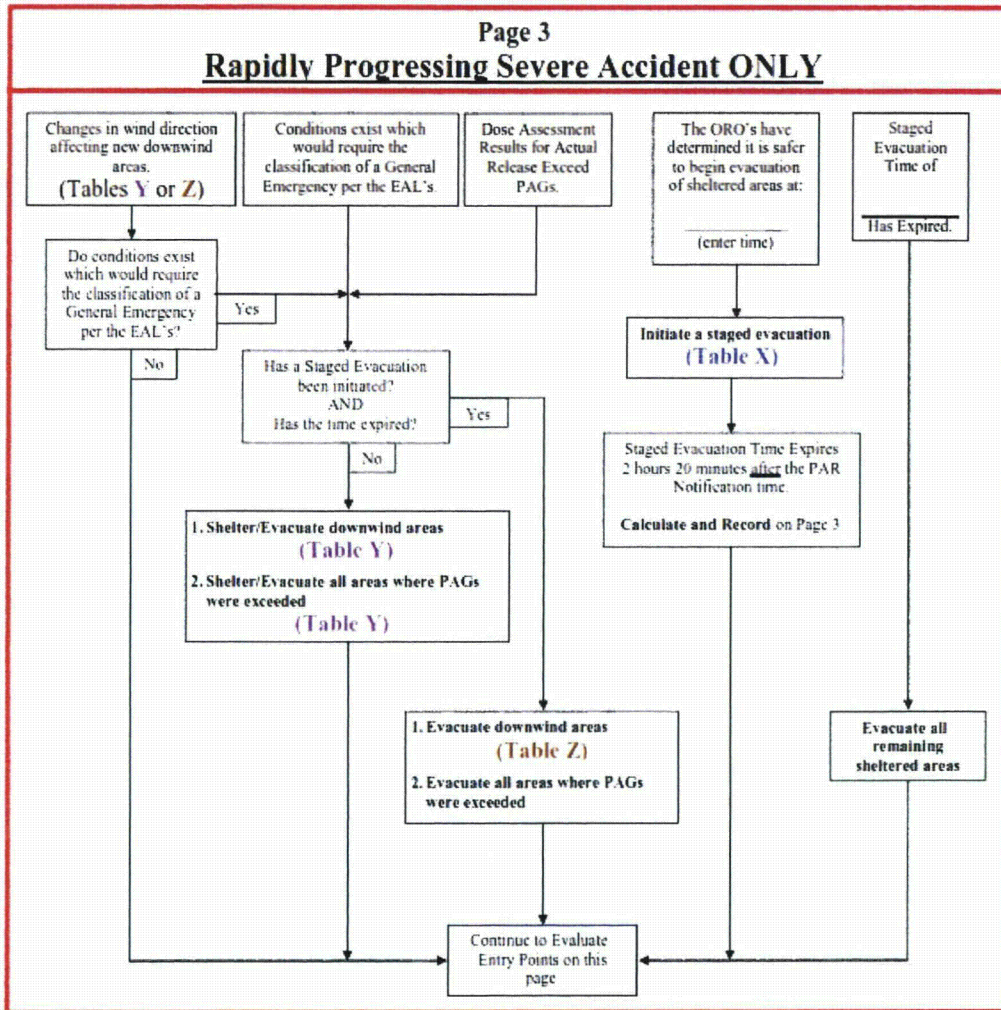 Page 3
Rapidly Progressing Severe Accident ONLY
Changes in wind direction
affecting new downwind
areas.
(Tables Y or Z)
Conditions exist which
would require the
classification of a General
Emergency per the EAL's.
Dose Assessment
Results for Actual
Release Exceed
PAGs.
The ORO's have
determined it is safer
to begin evacuation
of sheltered areas at:
(enter time)
Staged
Evacuation
Time of
Has Expired.
Do conditions exist
which would require
the classification of a
General Emergency
per the EAL's?
Yes
No
Has a Staged Evacuation
been initiated?
AND
Has the time expired?
Yes
No
Initiate a staged evacuation
(Table X)
Staged Evacuation Time Expires
2 hours 20 minutes after the PAR
Notification time.
Calculate and Record on Page 3
1. Shelter/Evacuate downwind areas
(Table Y)
2. Shelter/Evacuate all areas where PAGs
were exceeded
(Table Y)
1. Evacuate downwind areas
(Table Z)
2. Evacuate all areas where PAGs
were exceeded
Evacuate all
remaining
sheltered areas
Continue to Evaluate
Entry Points on this
page